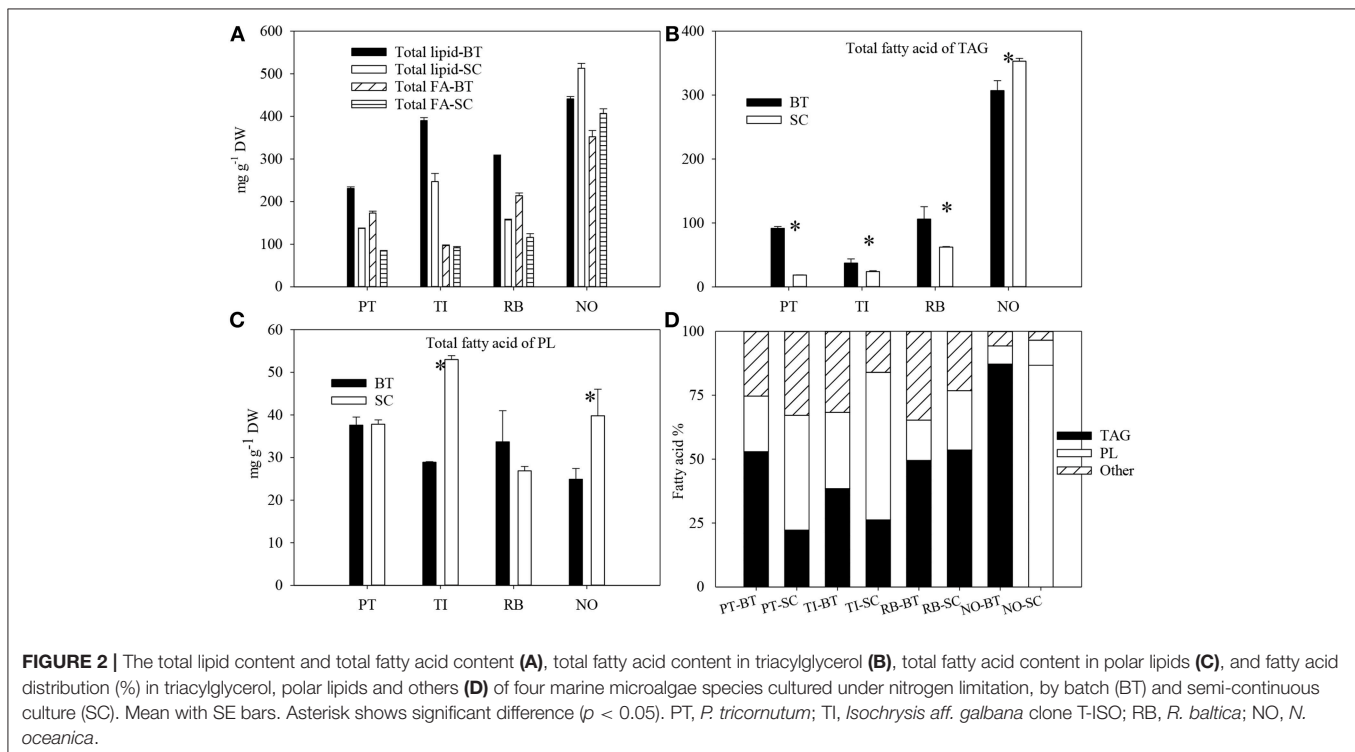 A
600
500
400
300
200
100
0
mg g-1 DW
Total lipid-BT
Total lipid-SC
Total FA-BT
Total FA-SC
PT TI RB NO
B
400
300
200
100
0
Total fatty acid of TAG
BT
SC
*
*
*
*
PT TI RB NO
C
60
50
40
30
20
10
0
mg g-1 DW
Total fatty acid of PL
BT
SC
*
*
PT TI RB NO
D
100
75
50
25
0
Fatty acid %
TAG
PL
Other
PT-BT PT-SC TI-BT TI-SC RB-BT RB-SC NO-BT NO-SC
FIGURE 2 | The total lipid content and total fatty acid content (A), total fatty acid content in triacylglycerol (B), total fatty acid content in polar lipids (C), and fatty acid
distribution (%) in triacylglycerol, polar lipids and others (D) of four marine microalgae species cultured under nitrogen limitation, by batch (BT) and semi-continuous
culture (SC). Mean with SE bars. Asterisk shows significant difference (p < 0.05). PT, P. tricornutum; TI, Isochrysis aff. galbana clone T-ISO; RB, R. baltica; NO, N.
oceanica.